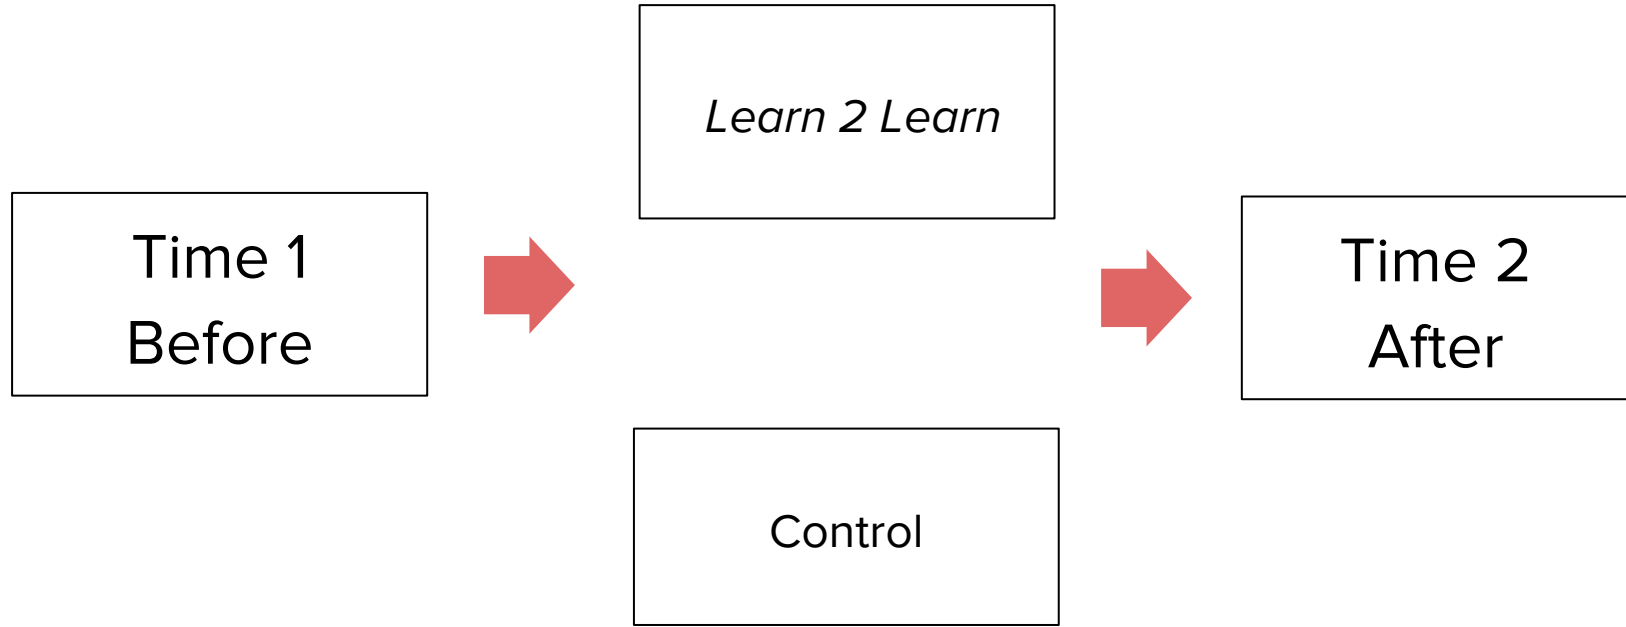 Time 1
Before
Learn 2 Learn
Control
Time 2
After